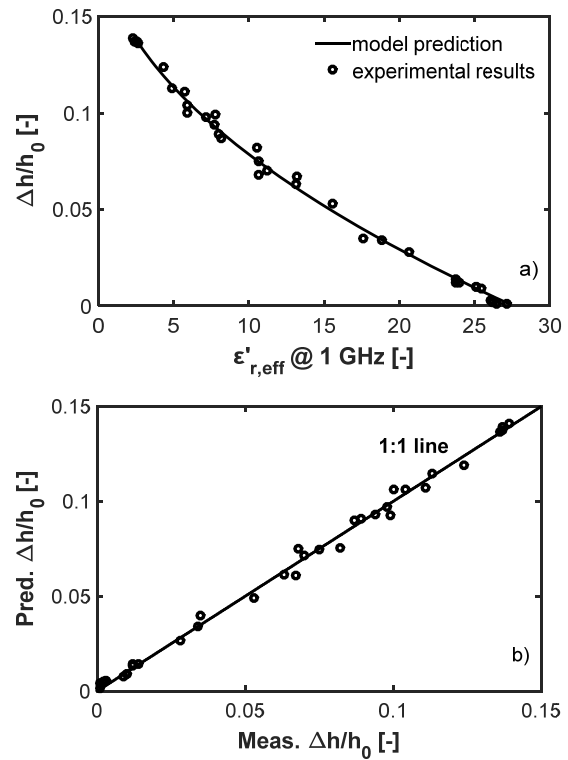 0.15
0.1
0.05
0
Δh/h0 [-]
model prediction
experimental results
a)
0 5 10 15 20 25 30
ε'r,eff @ 1 GHz [-]
0.15
0.1
0.05
0
Pred. Δh/h0 [-]
1:1 line
b)
0 0.05 0.1 0.15
Meas. Δh/h0 [-]